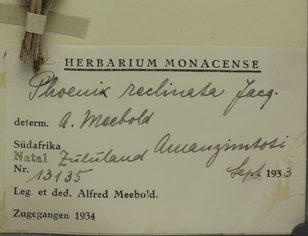 HERBARIUM MONACENSE
Phoenix reclinata Jacq.
determ. A. Meebold
Südafrika Amanzimtoti
Natal Zululand
Nr. 13135 Sept. 1933
Leg. et ded. Alfred Meebold.
Zugegangen 1934